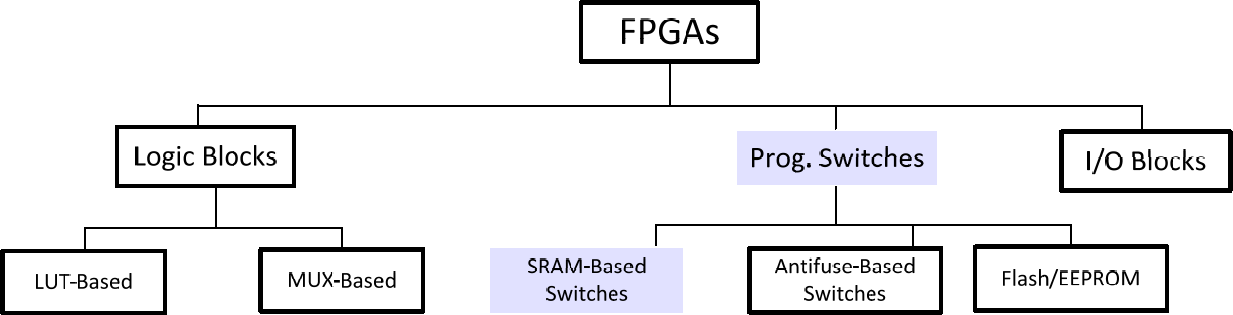 FPGAs
Logic Blocks
Prog. Switches
I/O Blocks
LUT-Based
MUX-Based
SRAM-Based
Switches
Antifuse-Based
Switches
Flash/EEPROM